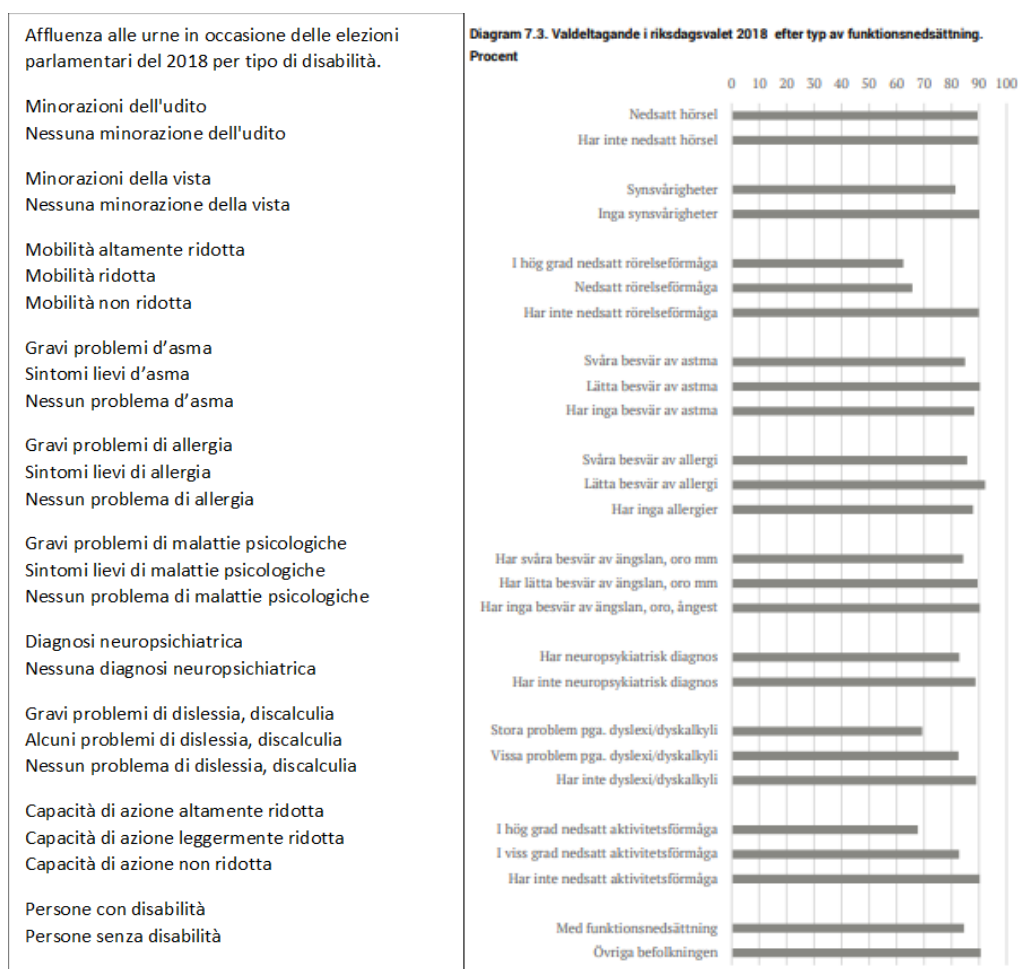 Affluenza alle urne in occasione delle elezioni
parlamentari del 2018 per tipo di disabilità.
Minorazioni dell'udito
Nessuna minorazione dell'udito
Minorazioni della vista
Nessuna minorazione della vista
Mobilità altamente ridotta
Mobilità ridotta
Mobilità non ridotta
Gravi problemi d’asma
Sintomi lievi d’asma
Nessun problema d’asma
Gravi problemi di allergia
Sintomi lievi di allergia
Nessun problema di allergia
Gravi problemi di malattie psicologiche
Sintomi lievi di malattie psicologiche
Nessun problema di malattie psicologiche
Diagnosi neuropsichiatrica
Nessuna diagnosi neuropsichiatrica
Gravi problemi di dislessia, discalculia
Alcuni problemi di dislessia, discalculia
Nessun problema di dislessia, discalculia
Capacità di azione altamente ridotta
Capacità di azione leggermente ridotta
Capacità di azione non ridotta
Persone con disabilità
Persone senza disabilità
Diagram 7.3. Valdeltagande i riksdagsvalet 2018 efter typ av funktionsnedsättning.
Procent
0 10 20 30 40 50 60 70 80 90 100
Nedsatt hörsel
Har inte nedsatt hörsel
Synsvårigheter
Inga synsvårigheter
I hög grad nedsatt rörelseförmåga
Nedsatt rörelseförmåga
Har inte nedsatt rörelseförmåga
Svåra besvär av astma
Lätta besvär av astma
Har inga besvär av astma
Svåra besvär av allergi
Lätta besvär av allergi
Har inga allergier
Har svåra besvär av ängslan, oro mm
Har lätta besvär av ängslan, oro mm
Har inga besvär av ängslan, oro, ångest
Har neuropsykiatrisk diagnos
Har inte neuropsykiatrisk diagnos
Stora problem pga. dyslexi/dyskalkyli
Vissa problem pga. dyslexi/dyskalkyli
Har inte dyslexi/dyskalkyli
I hög grad nedsatt aktivitetsförmåga
I viss grad nedsatt aktivitetsförmåga
Har inte nedsatt aktivitetsförmåga
Med funktionsnedsättning
Övriga befolkningen